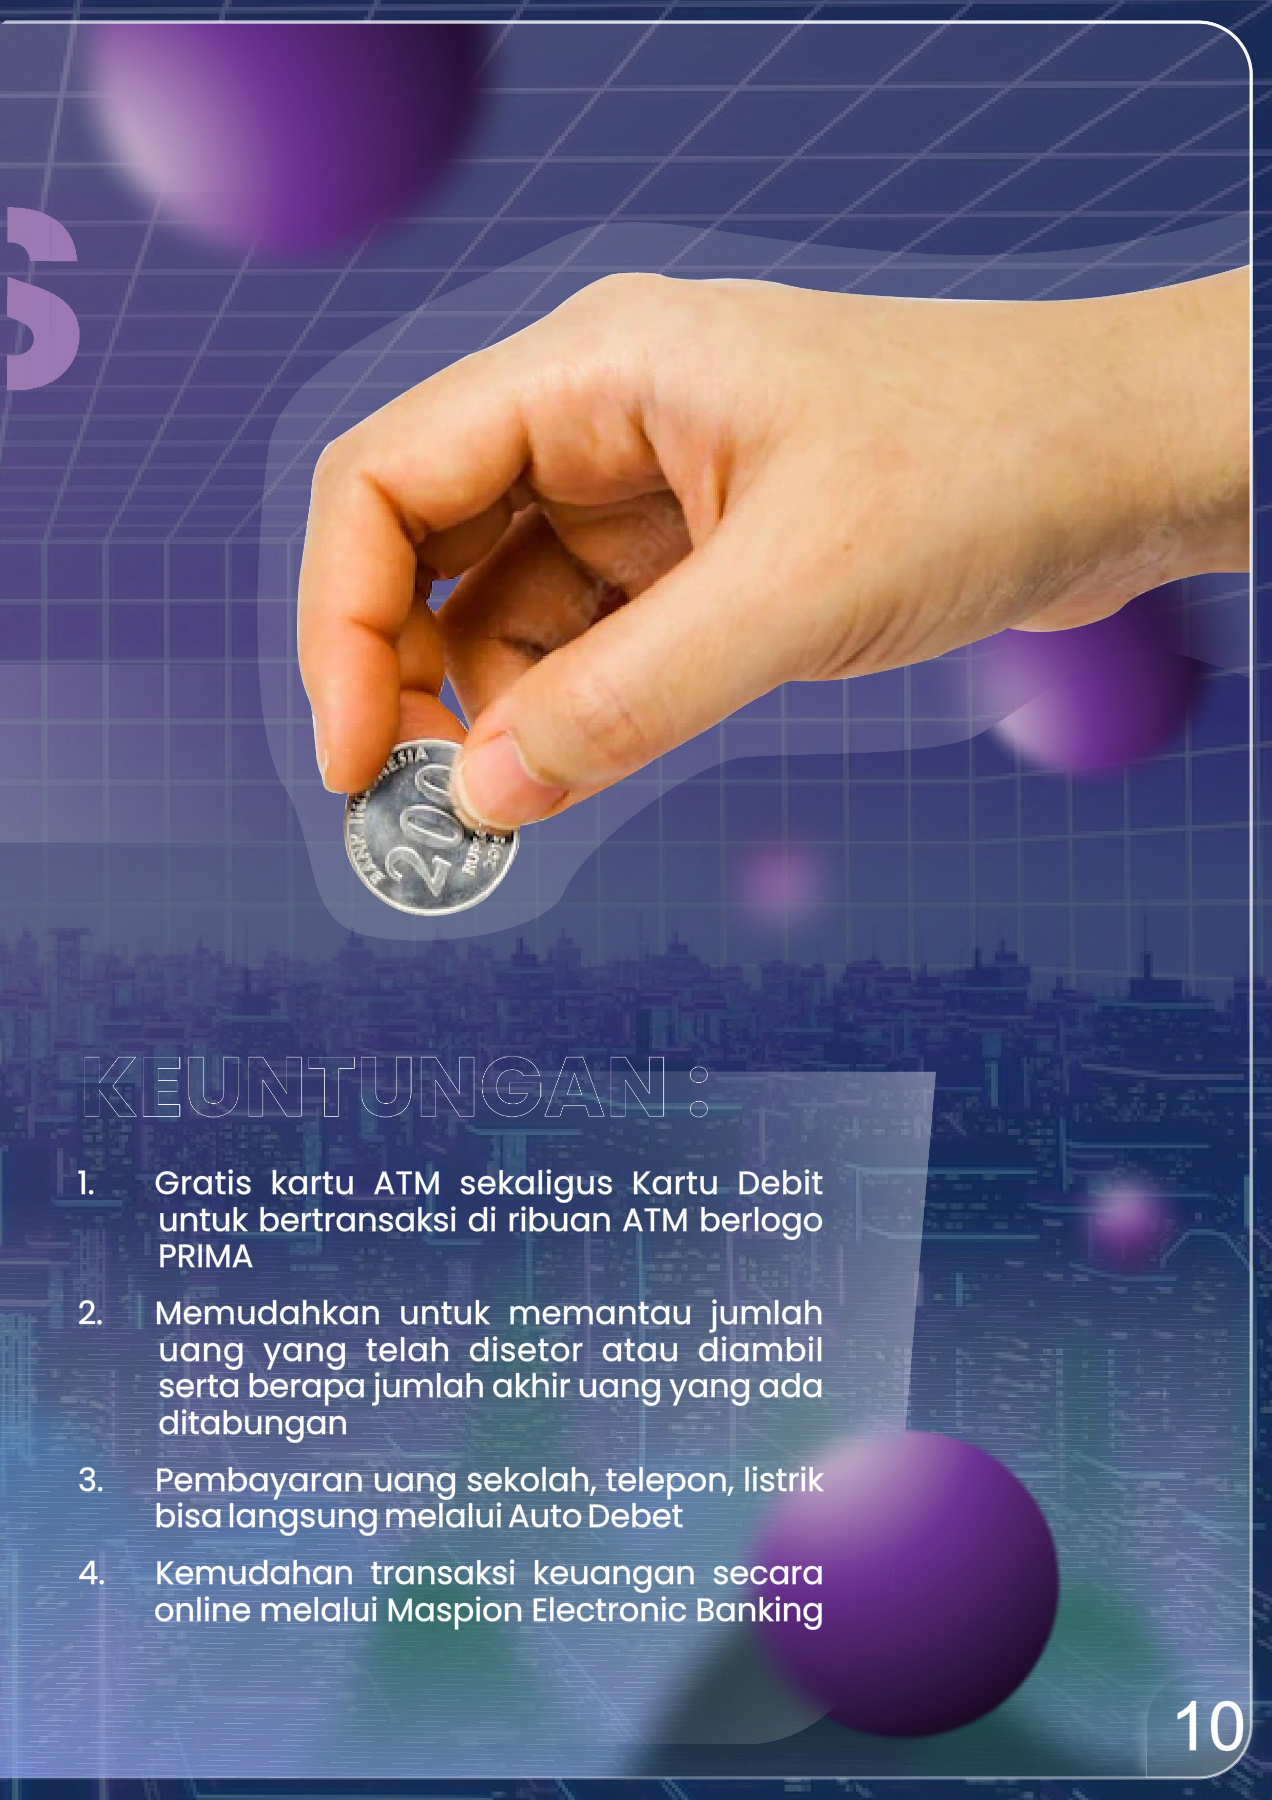 S
200
KEUNTUNGAN :
1. Gratis kartu ATM sekaligus Kartu Debit
untuk bertransaksi di ribuan ATM berlogo
PRIMA
2. Memudahkan untuk memantau jumlah
uang yang telah disetor atau diambil
serta berapa jumlah akhir uang yang ada
ditabungan
3. Pembayaran uang sekolah, telepon, listrik
bisa langsung melalui Auto Debet
4. Kemudahan transaksi keuangan secara
online melalui Maspion Electronic Banking
10